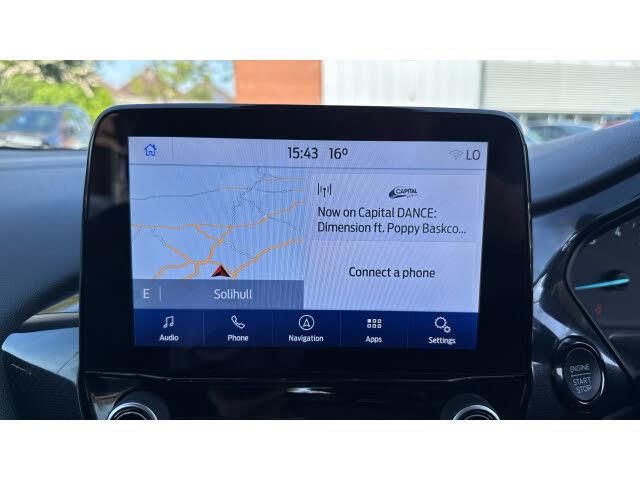 15:43 16° LO
CAPITAL
Now on Capital DANCE:
Dimension ft. Poppy Baskco...
Connect a phone
E Solihull
Audio Phone Navigation Apps Settings
ENGINE
START
STOP